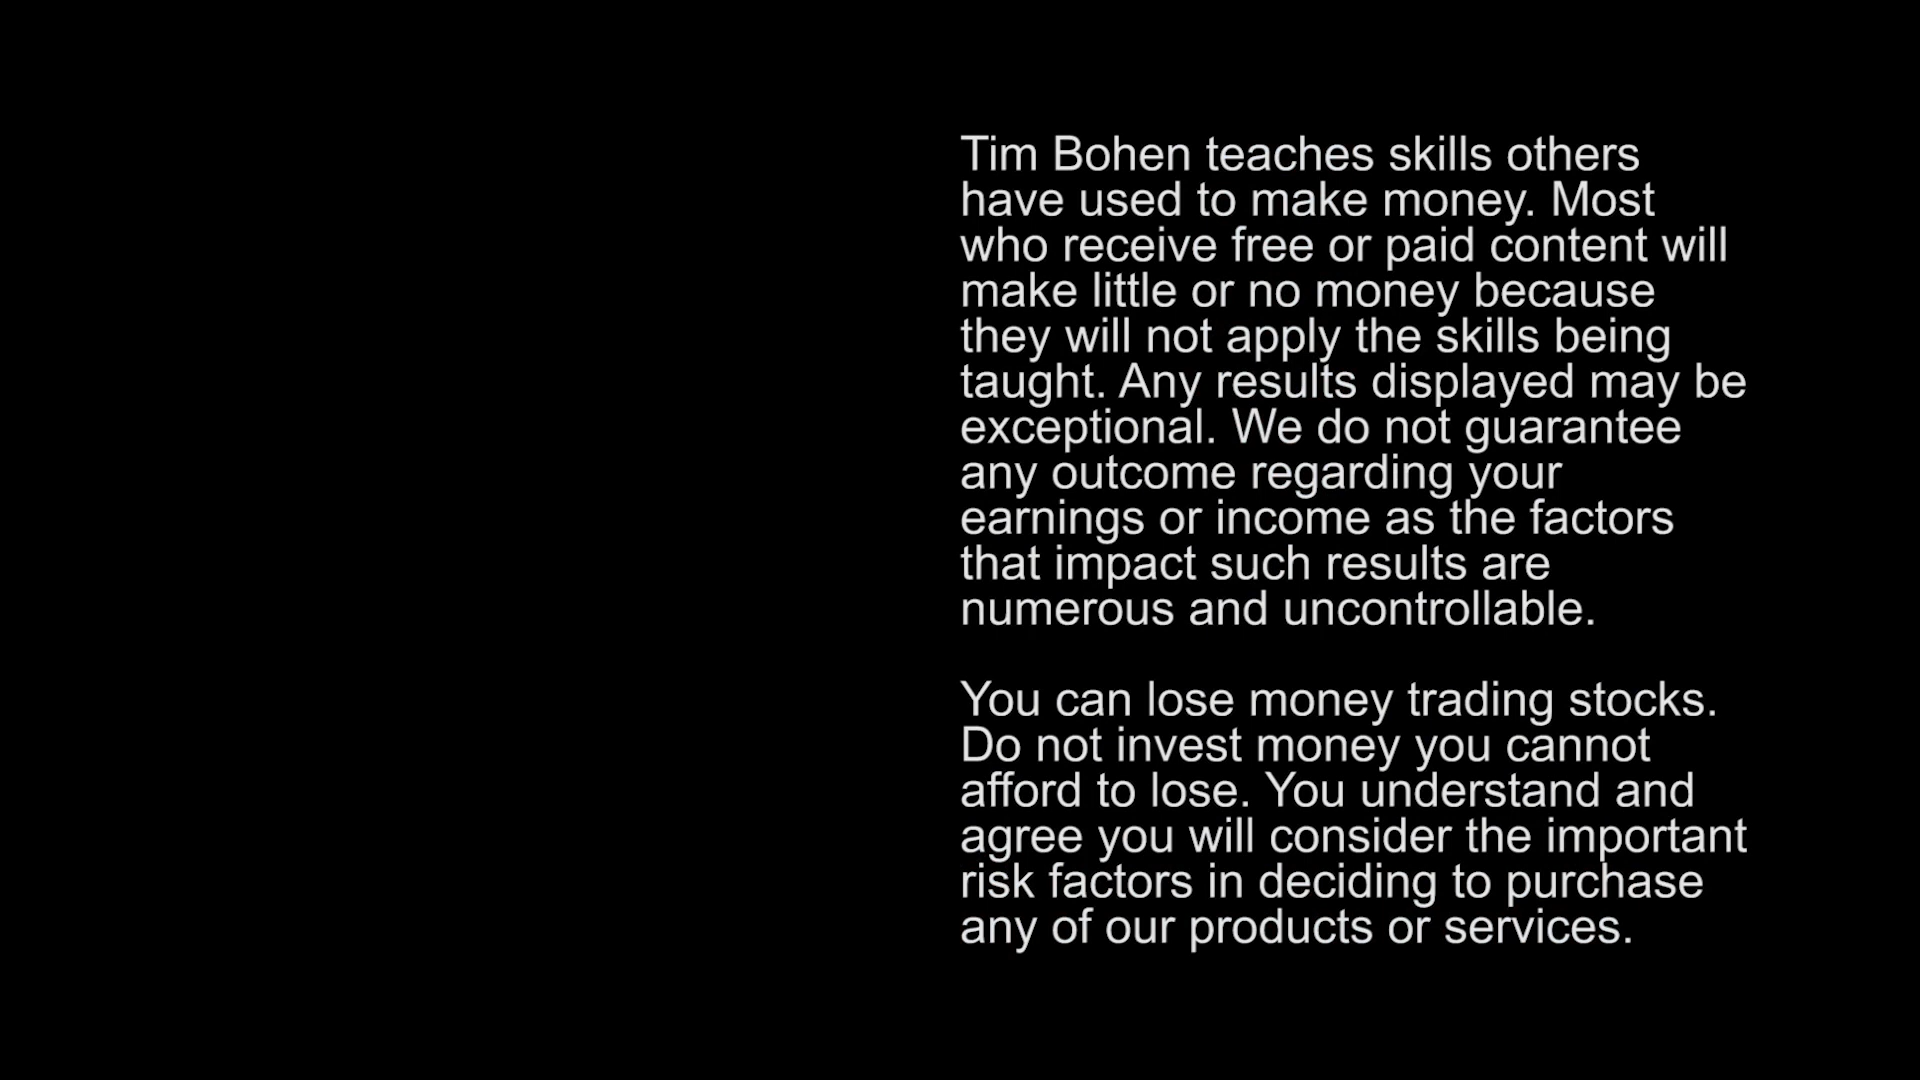 Tim Bohen teaches skills others
have used to make money. Most
who receive free or paid content will
make little or no money because
they will not apply the skills being
taught. Any results displayed may be
exceptional. We do not guarantee
any outcome regarding your
earnings or income as the factors
that impact such results are
numerous and uncontrollable.
You can lose money trading stocks.
Do not invest money you cannot
afford to lose. You understand and
agree you will consider the important
risk factors in deciding to purchase
any of our products or services.